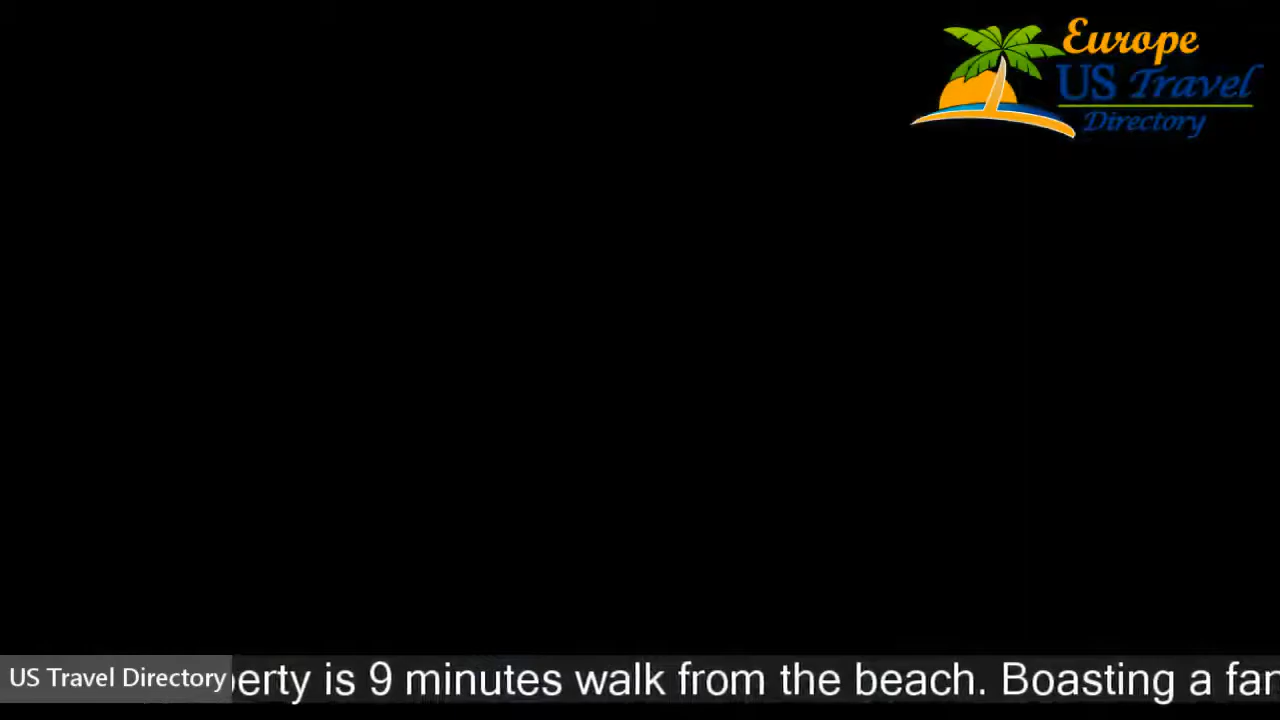 Europe
US Travel
Directory
US Travel Directory
is 9 minutes walk from the beach. Boasting a